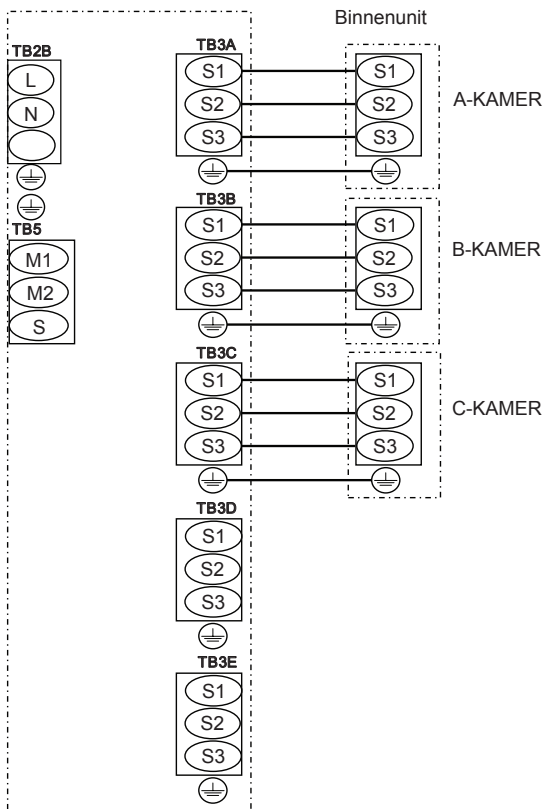 Binnenunit
TB2B
L
N
TB5
M1
M2
S
TB3A
S1
S2
S3
S1
S2
S3
A-KAMER
TB3B
S1
S2
S3
S1
S2
S3
B-KAMER
TB3C
S1
S2
S3
S1
S2
S3
C-KAMER
TB3D
S1
S2
S3
TB3E
S1
S2
S3